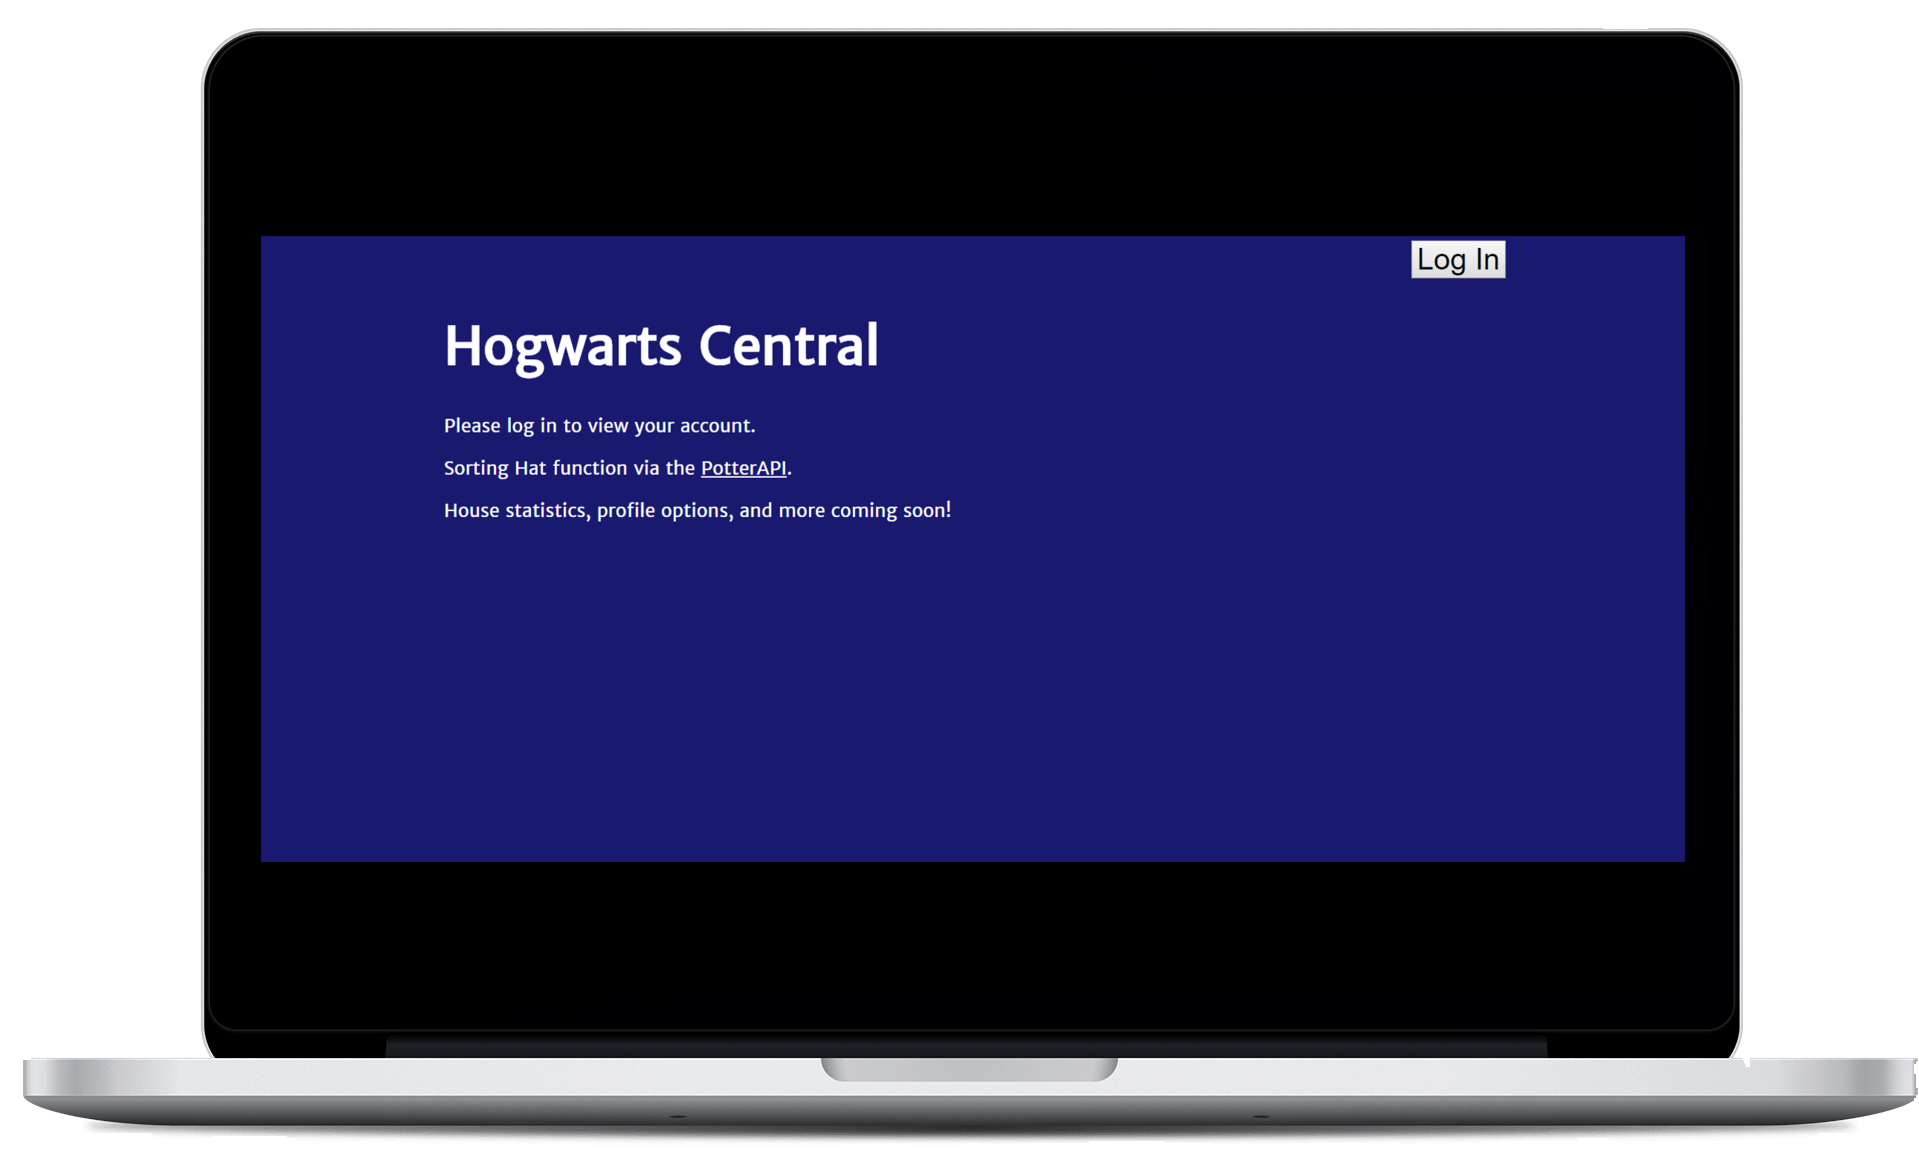 Log In
Hogwarts Central
Please log in to view your account.
Sorting Hat function via the PotterAPI.
House statistics, profile options, and more coming soon!